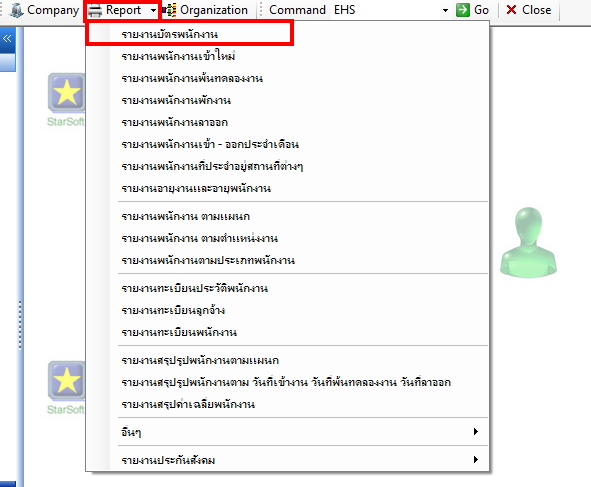 Company Report Organization Command EHS Go Close
รายงานบัตรพนักงาน
รายงานพนักงานเข้าใหม่
รายงานพนักงานพ้นทดลองงาน
รายงานพนักงานพักงาน
รายงานพนักงานลาออก
รายงานพนักงานเข้า - ออกประจำเดือน
รายงานพนักงานที่ประจำอยู่สถานที่ต่างๆ
รายงานอายุงานและอายุพนักงาน
รายงานพนักงาน ตามแผนก
รายงานพนักงาน ตามตำแหน่งงาน
รายงานพนักงานตามประเภทพนักงาน
รายงานทะเบียนประวัติพนักงาน
รายงานทะเบียนลูกจ้าง
รายงานทะเบียนพนักงาน
รายงานสรุปรูปพนักงานตามแผนก
รายงานสรุปรูปพนักงานตาม วันที่เข้างาน วันที่พ้นทดลองงาน วันที่ลาออก
รายงานสรุปค่าเฉลี่ยพนักงาน
อื่นๆ
รายงานประกันสังคม
StarSoft
StarSoft